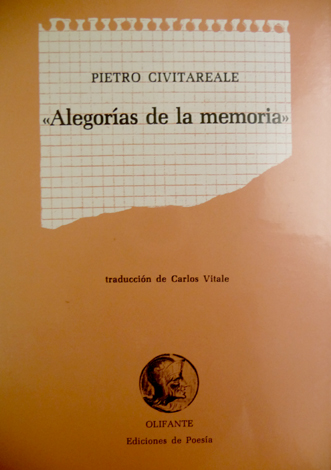 PIETRO CIVITAREALE
«Alegorías de la memoria»
traducción de Carlos Vitale
OLIFANTE
Ediciones de Poesía